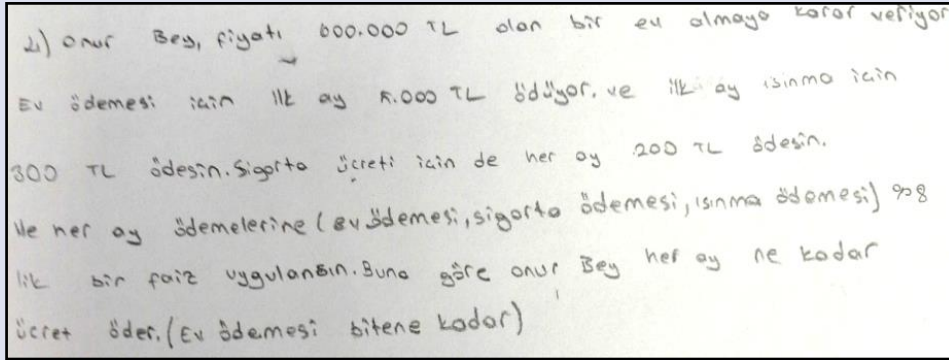 2) Onur Bey, fiyatı 600.000 TL olan bir ev almaya karar veriyor
Ev ödemesi için ilk ay 5.000 TL ödüyor. ve ilk ay ısınma için
300 TL ödesin. Sigorta ücreti için de her ay 200 TL ödesin.
Ve her ay ödemelerine (ev ödemesi, sigorta ödemesi, ısınma ödemesi) %8
lik bir faiz uygulansın. Buna göre onur Bey her ay ne kadar
ücret öder. (Ev ödemesi bitene kadar)